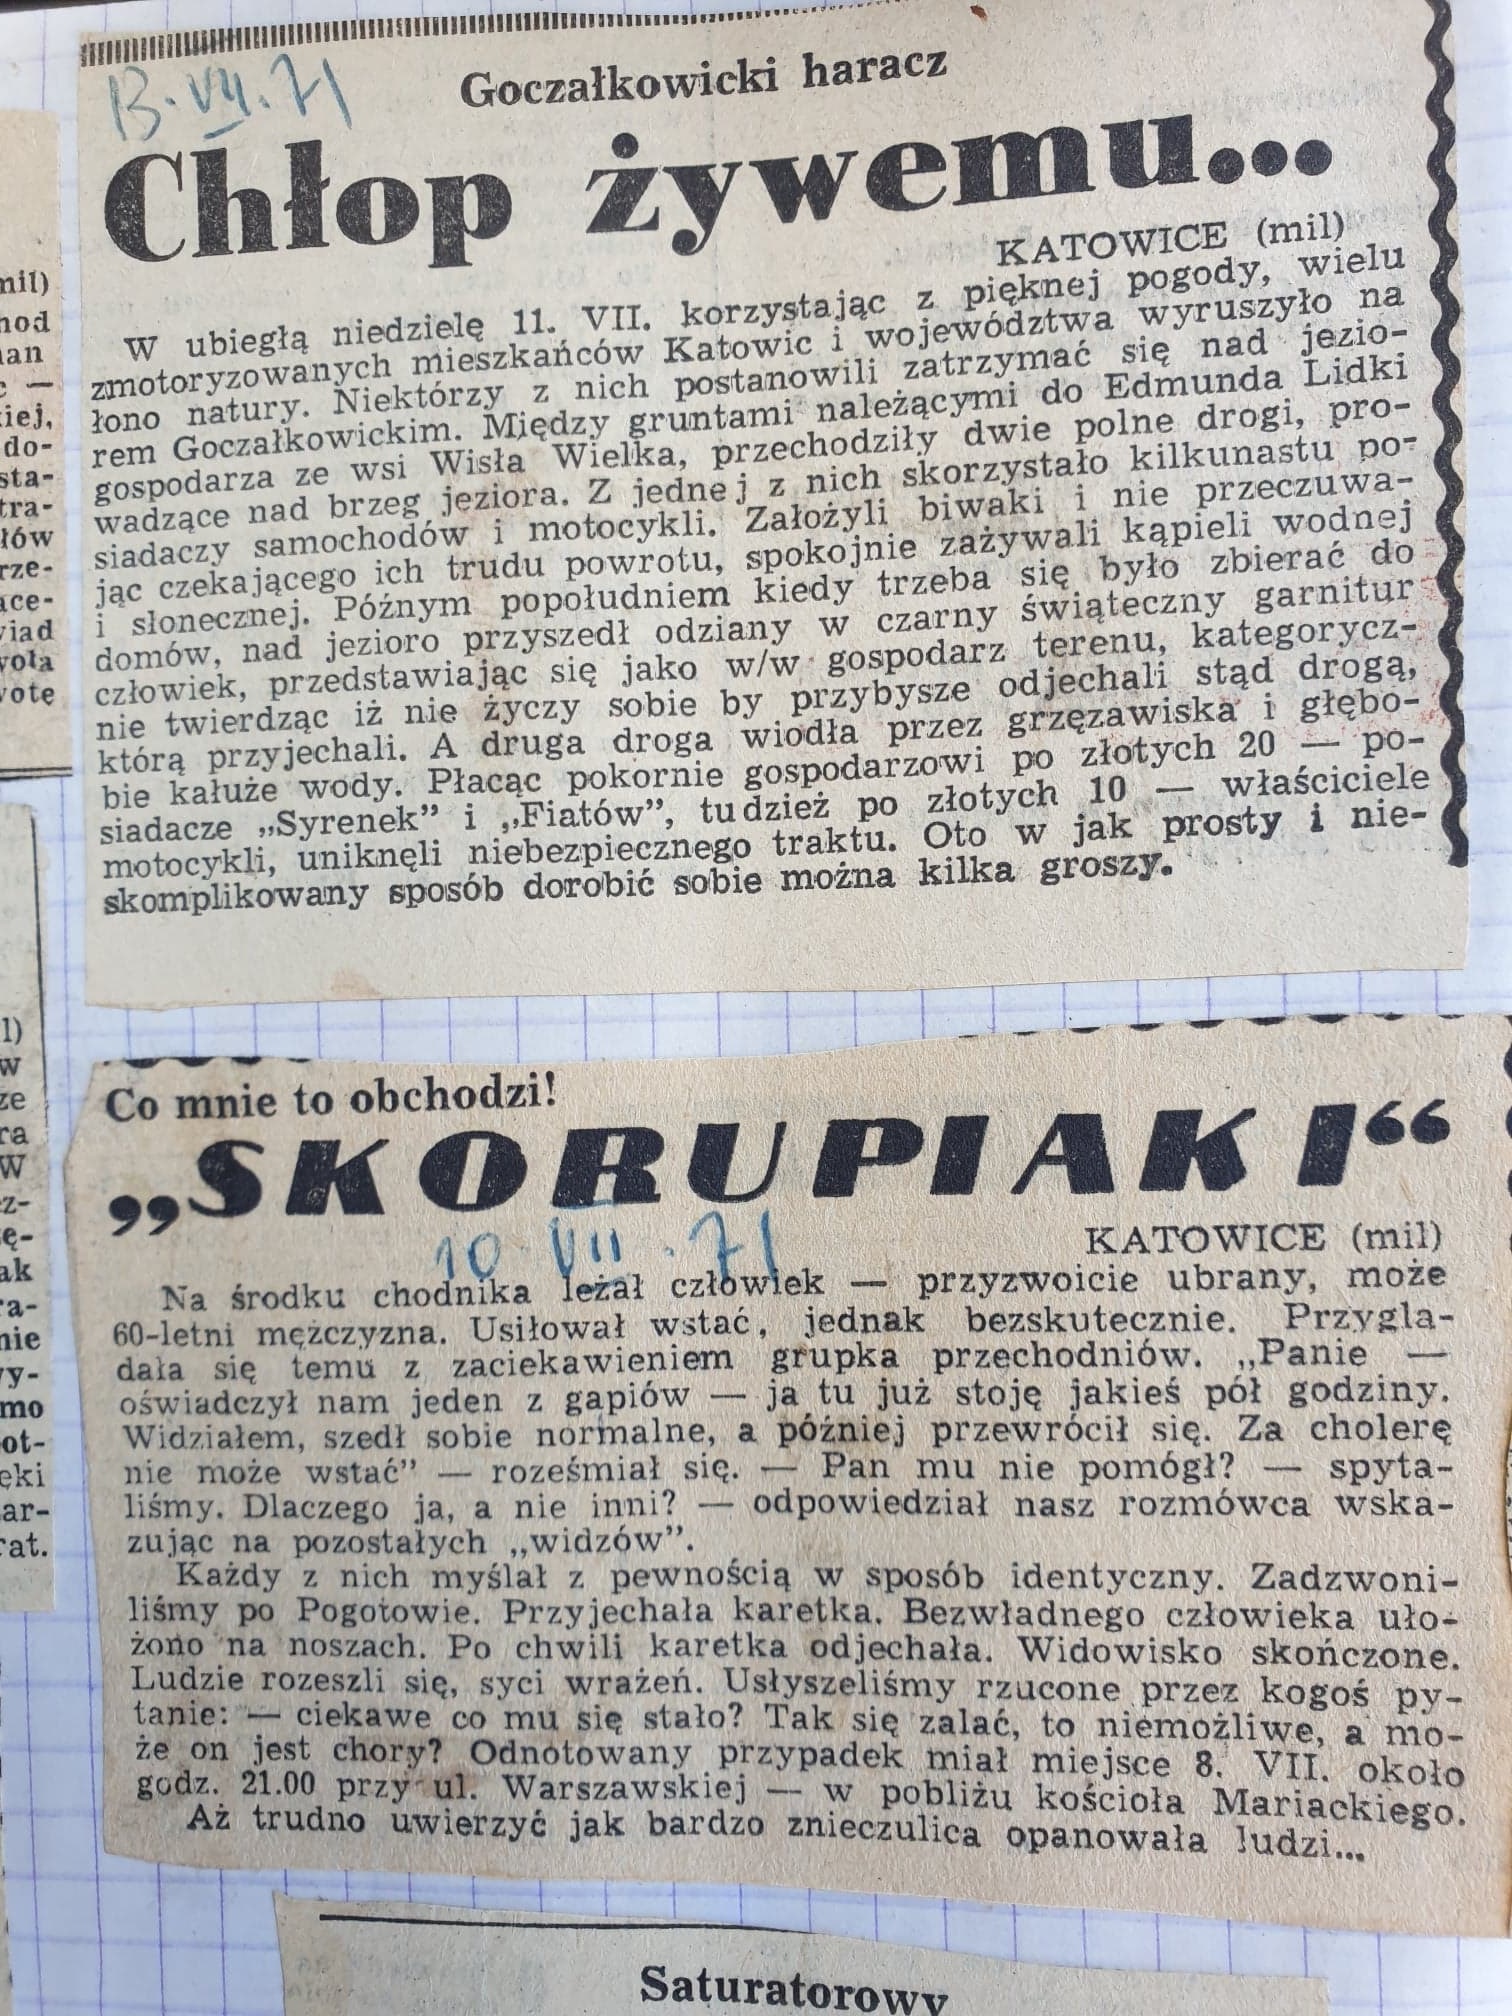 13. VII. 71
Goczałkowicki haracz
Chłop żywemu...
KATOWICE (mil)
W ubiegłą niedzielę 11. VII. korzystając z pięknej pogody, wielu
zmotoryzowanych mieszkańców Katowic i województwa wyruszyło na
łono natury. Niektórzy z nich postanowili zatrzymać się nad jezio-
rem Goczałkowickim. Między gruntami należącymi do Edmunda Lidki
gospodarza ze wsi Wisła Wielka, przechodziły dwie polne drogi, pro-
wadzące nad brzeg jeziora. Z jednej z nich skorzystało kilkunastu po-
siadaczy samochodów i motocykli. Założyli biwaki i nie przeczuwa-
jąc czekającego ich trudu powrotu, spokojnie zażywali kąpieli wodnej
i słonecznej. Późnym popołudniem kiedy trzeba się było zbierać do
domów, nad jezioro przyszedł odziany w czarny świąteczny garnitur
człowiek, przedstawiając się jako w/w gospodarz terenu, kategorycz-
nie twierdząc iż nie życzy sobie by przybysze odjechali stąd drogą,
którą przyjechali. A druga droga wiodła przez grzęzawiska i głębo-
bie kałuże wody. Płacąc pokornie gospodarzowi po złotych 20 — po-
siadacze „Syrenek” i „Fiatów”, tudzież po złotych 10 — właściciele
motocykli, uniknęli niebezpiecznego traktu. Oto w jak prosty i nie-
skomplikowany sposób dorobić sobie można kilka groszy.
Co mnie to obchodzi!
„SKORUPIAKI“
10 VII. 71
KATOWICE (mil)
Na środku chodnika leżał człowiek — przyzwoicie ubrany, może
60-letni mężczyzna. Usiłował wstać, jednak bezskutecznie. Przyglą-
dała się temu z zaciekawieniem grupka przechodniów. „Panie —
oświadczył nam jeden z gapiów — ja tu już stoję jakieś pół godziny.
Widziałem, szedł sobie normalne, a później przewrócił się. Za cholerę
nie może wstać” — roześmiał się. — Pan mu nie pomógł? — spyta-
liśmy. Dlaczego ja, a nie inni? — odpowiedział nasz rozmówca wska-
zując na pozostałych „widzów”.
Każdy z nich myślał z pewnością w sposób identyczny. Zadzwoni-
liśmy po Pogotowie. Przyjechała karetka. Bezwładnego człowieka uło-
żono na noszach. Po chwili karetka odjechała. Widowisko skończone.
Ludzie rozeszli się, syci wrażeń. Usłyszeliśmy rzucone przez kogoś py-
tanie: — ciekawe co mu się stało? Tak się zalać, to niemożliwe, a mo-
że on jest chory? Odnotowany przypadek miał miejsce 8. VII. około
godz. 21.00 przy ul. Warszawskiej — w pobliżu kościoła Mariackiego.
Aż trudno uwierzyć jak bardzo znieczulica opanowała ludzi...
Saturatorowy